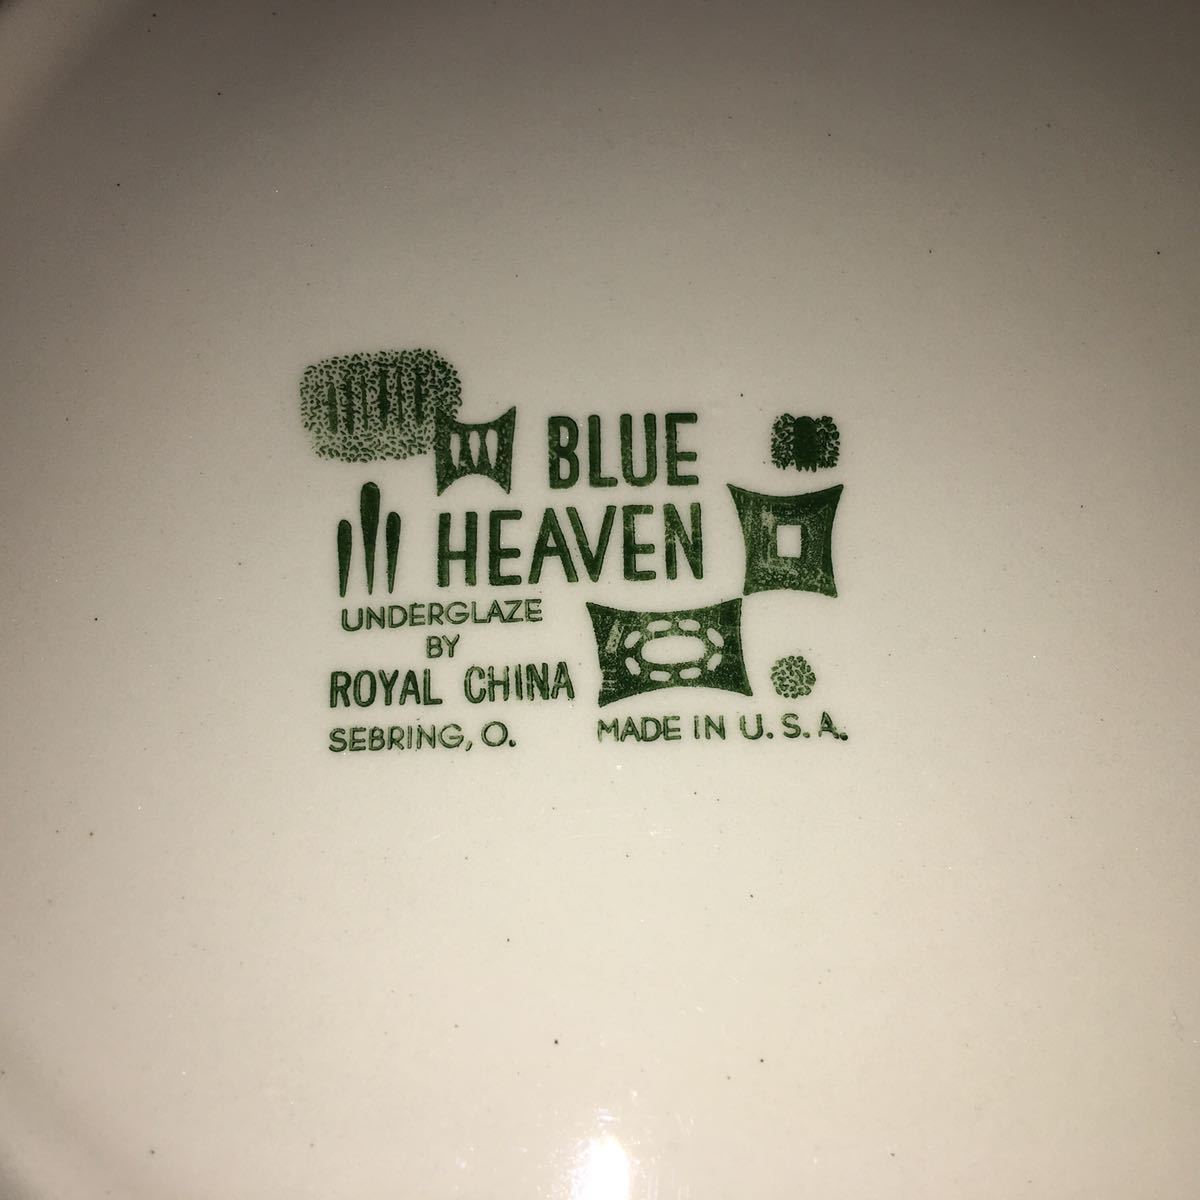 BLUE
HEAVEN
UNDERGLAZE
BY
ROYAL CHINA
SEBRING, O.
MADE IN U.S.A.